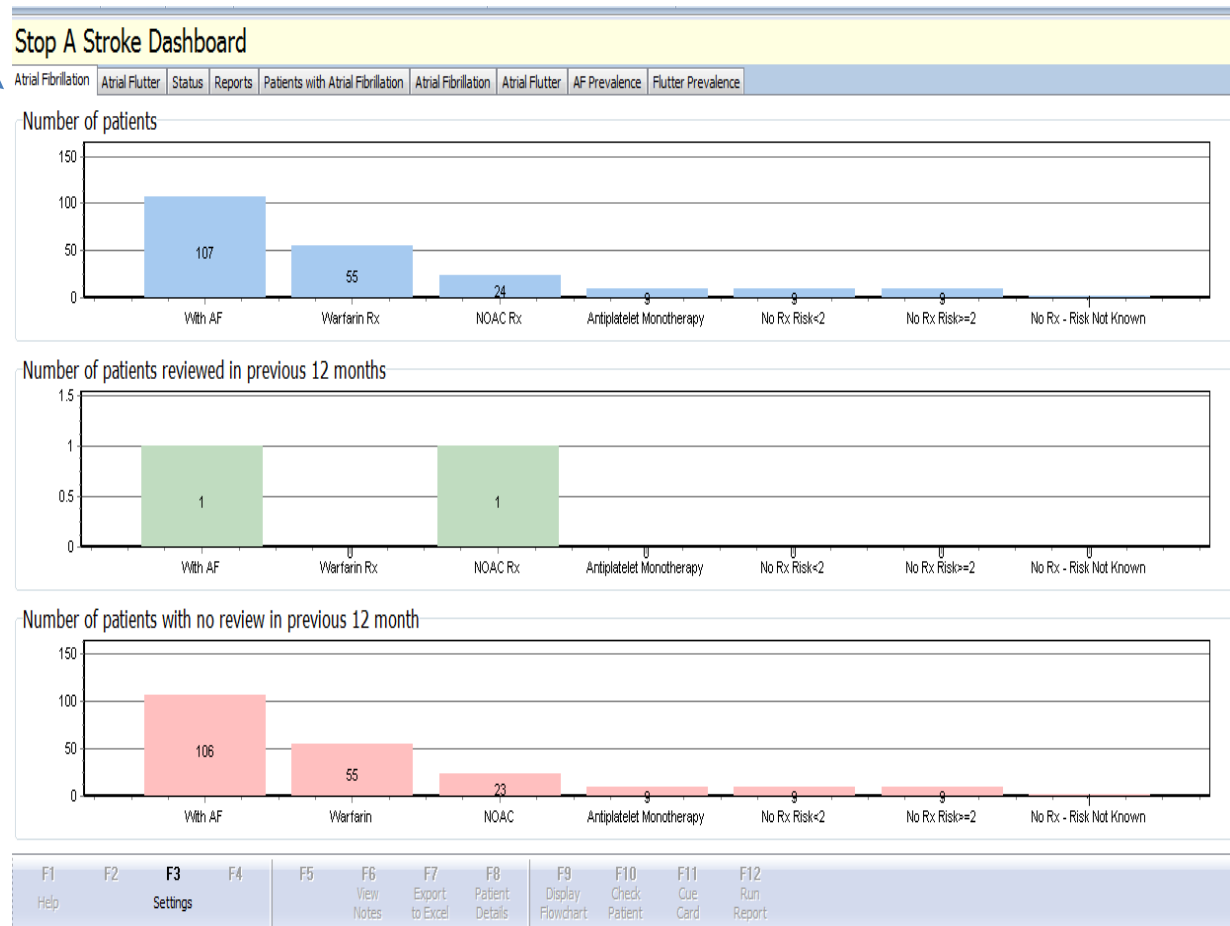 Stop A Stroke Dashboard
Atrial Fibrillation Atrial Flutter Status Reports Patients with Atrial Fibrillation Atrial Fibrillation Atrial Flutter AF Prevalence Flutter Prevalence
Number of patients
150
100
50
0
107 55 24 9 9 9 1
With AF Warfarin Rx NOAC Rx Antiplatelet Monotherapy No Rx Risk<2 No Rx Risk>=2 No Rx - Risk Not Known
Number of patients reviewed in previous 12 months
1.5
1
0.5
0
1 0 1 0 0 0 0
With AF Warfarin Rx NOAC Rx Antiplatelet Monotherapy No Rx Risk<2 No Rx Risk>=2 No Rx - Risk Not Known
Number of patients with no review in previous 12 month
150
100
50
0
106 55 23 9 9 9 1
With AF Warfarin NOAC Antiplatelet Monotherapy No Rx Risk<2 No Rx Risk>=2 No Rx - Risk Not Known
F1 F2 F3 F4 F5 F6 F7 F8 F9 F10 F11 F12
Help Settings View Export Patient Display Check Cue Run
Notes to Excel Details Flowchart Patient Card Report